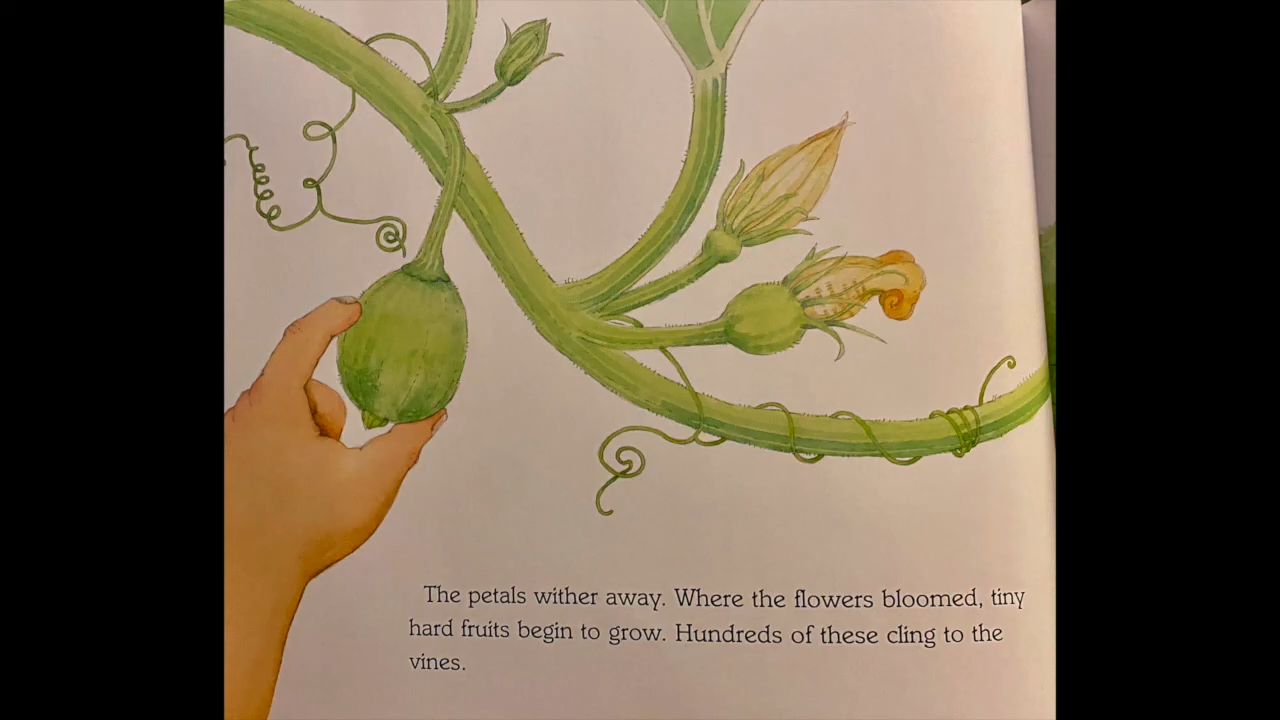 The petals wither away. Where the flowers bloomed, tiny
hard fruits begin to grow. Hundreds of these cling to the
vines.